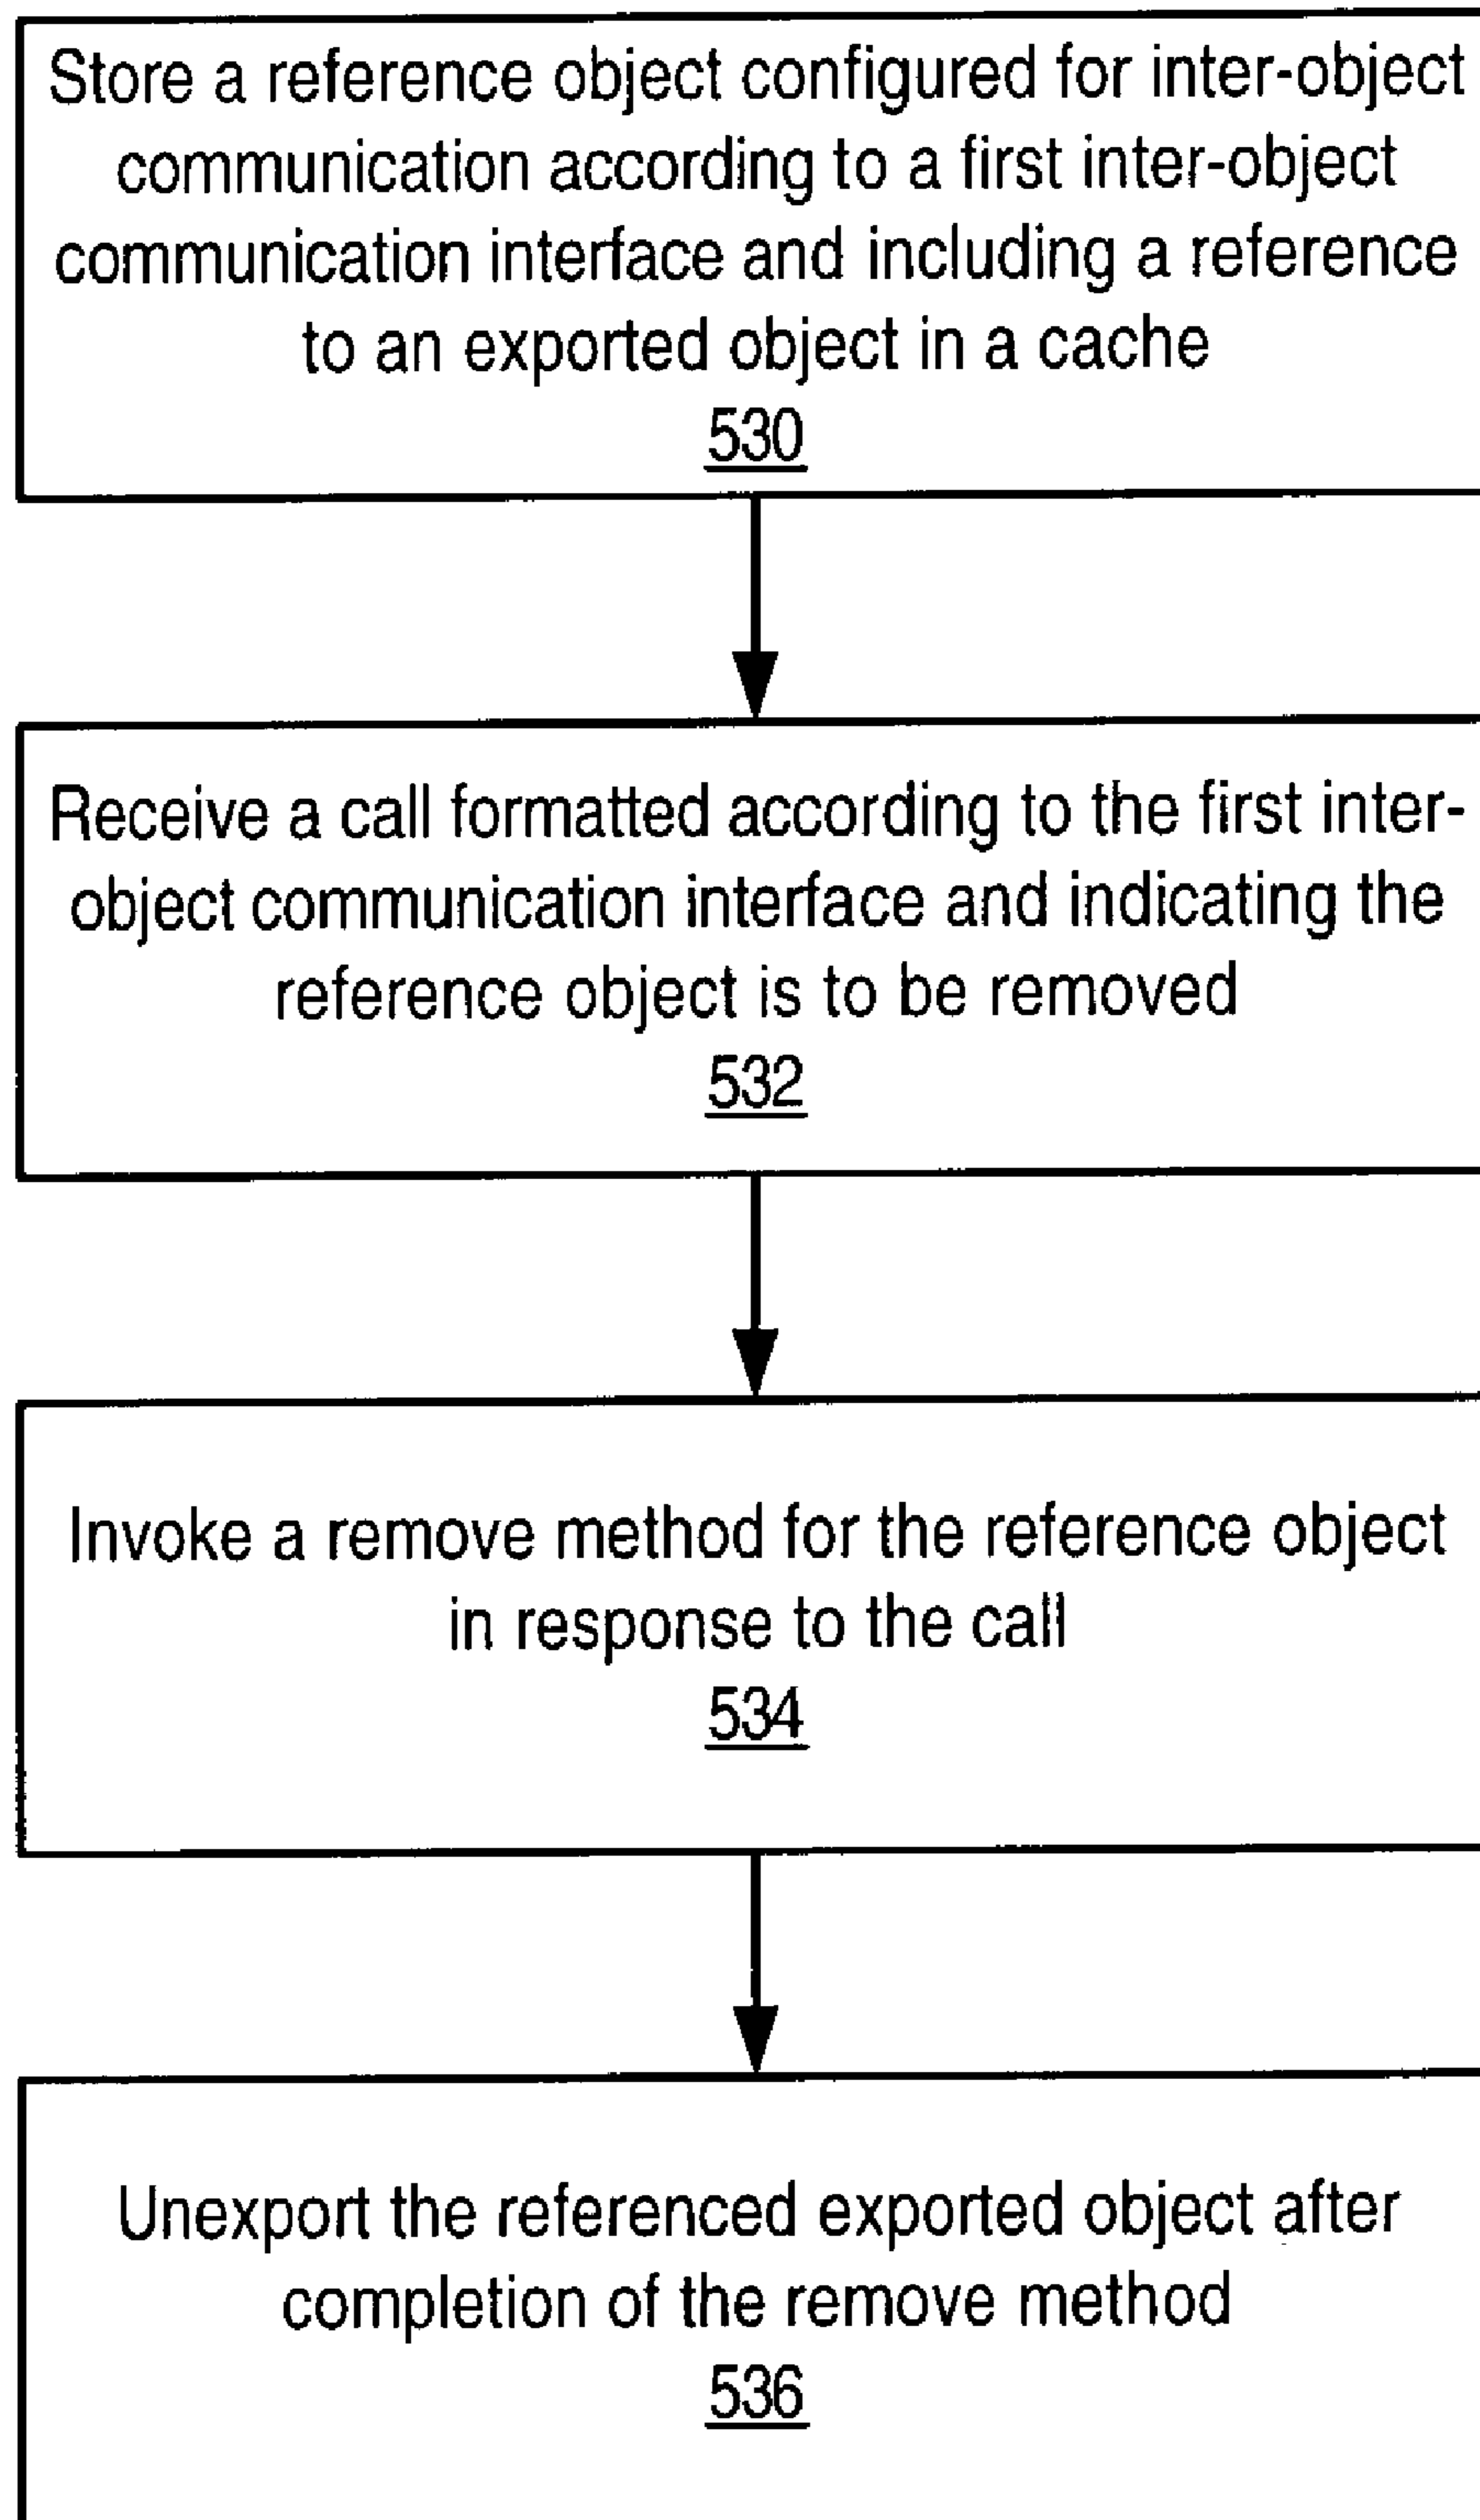 Store a reference object configured for inter-object
communication according to a first inter-object
communication interface and including a reference
to an exported object in a cache
530
Receive a call formatted according to the first inter-
object communication interface and indicating the
reference object is to be removed
532
Invoke a remove method for the reference object
in response to the call
534
Unexport the referenced exported object after
completion of the remove method
536